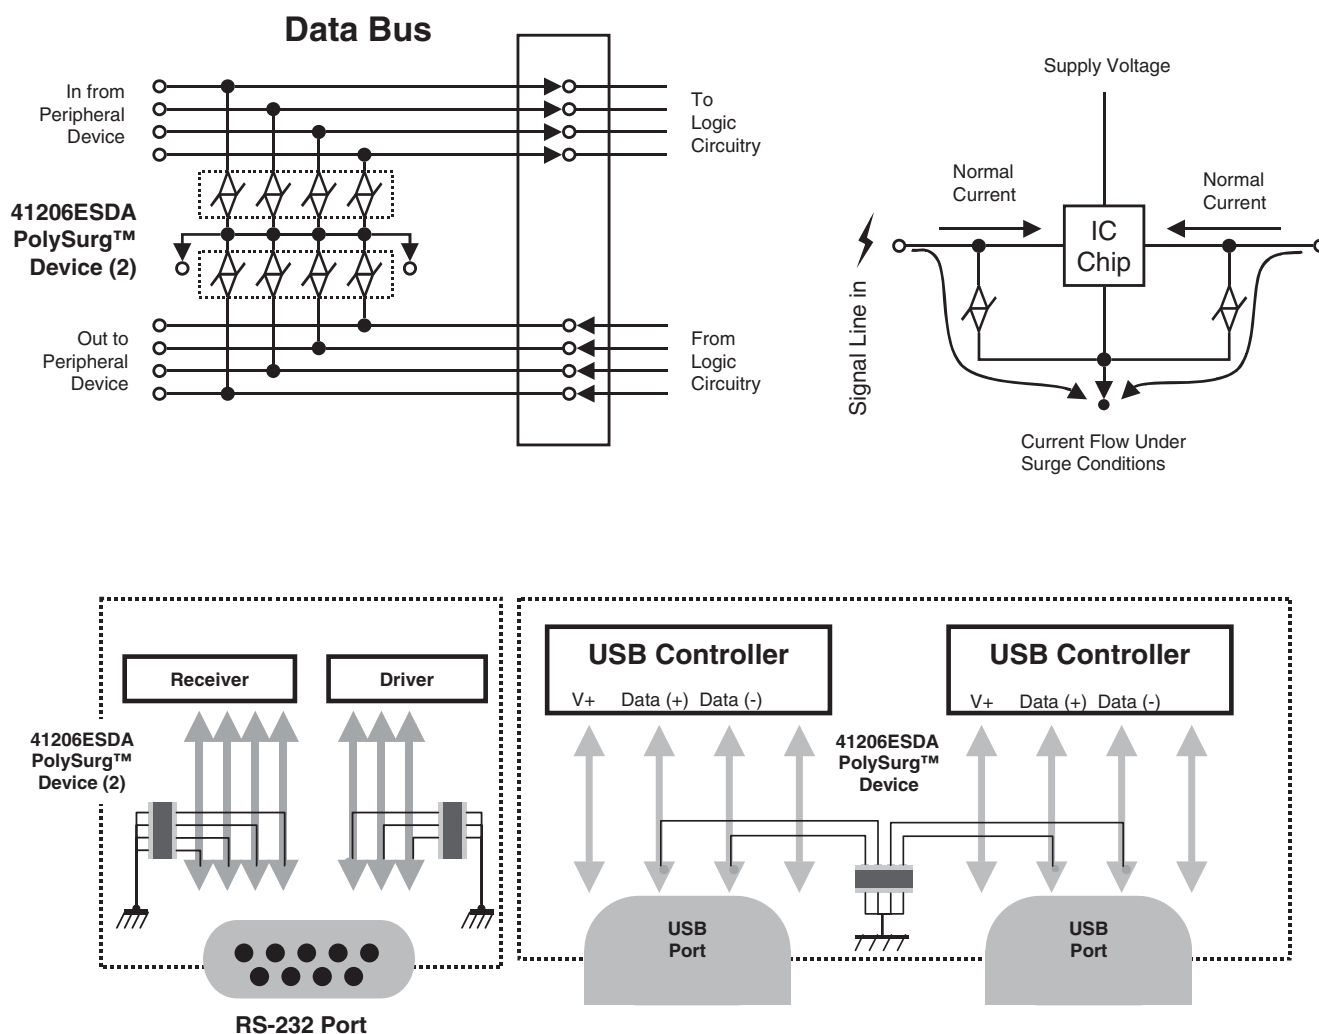 Data Bus
In from
Peripheral
Device
To
Logic
Circuitry
41206ESDA
PolySurg™
Device (2)
Out to
Peripheral
Device
From
Logic
Circuitry
Supply Voltage
Normal
Current
Normal
Current
IC
Chip
Signal Line in
Current Flow Under
Surge Conditions
Receiver
Driver
41206ESDA
PolySurg™
Device (2)
RS-232 Port
USB Controller
V+ Data (+) Data (-)
USB Controller
V+ Data (+) Data (-)
41206ESDA
PolySurg™
Device
USB
Port
USB
Port